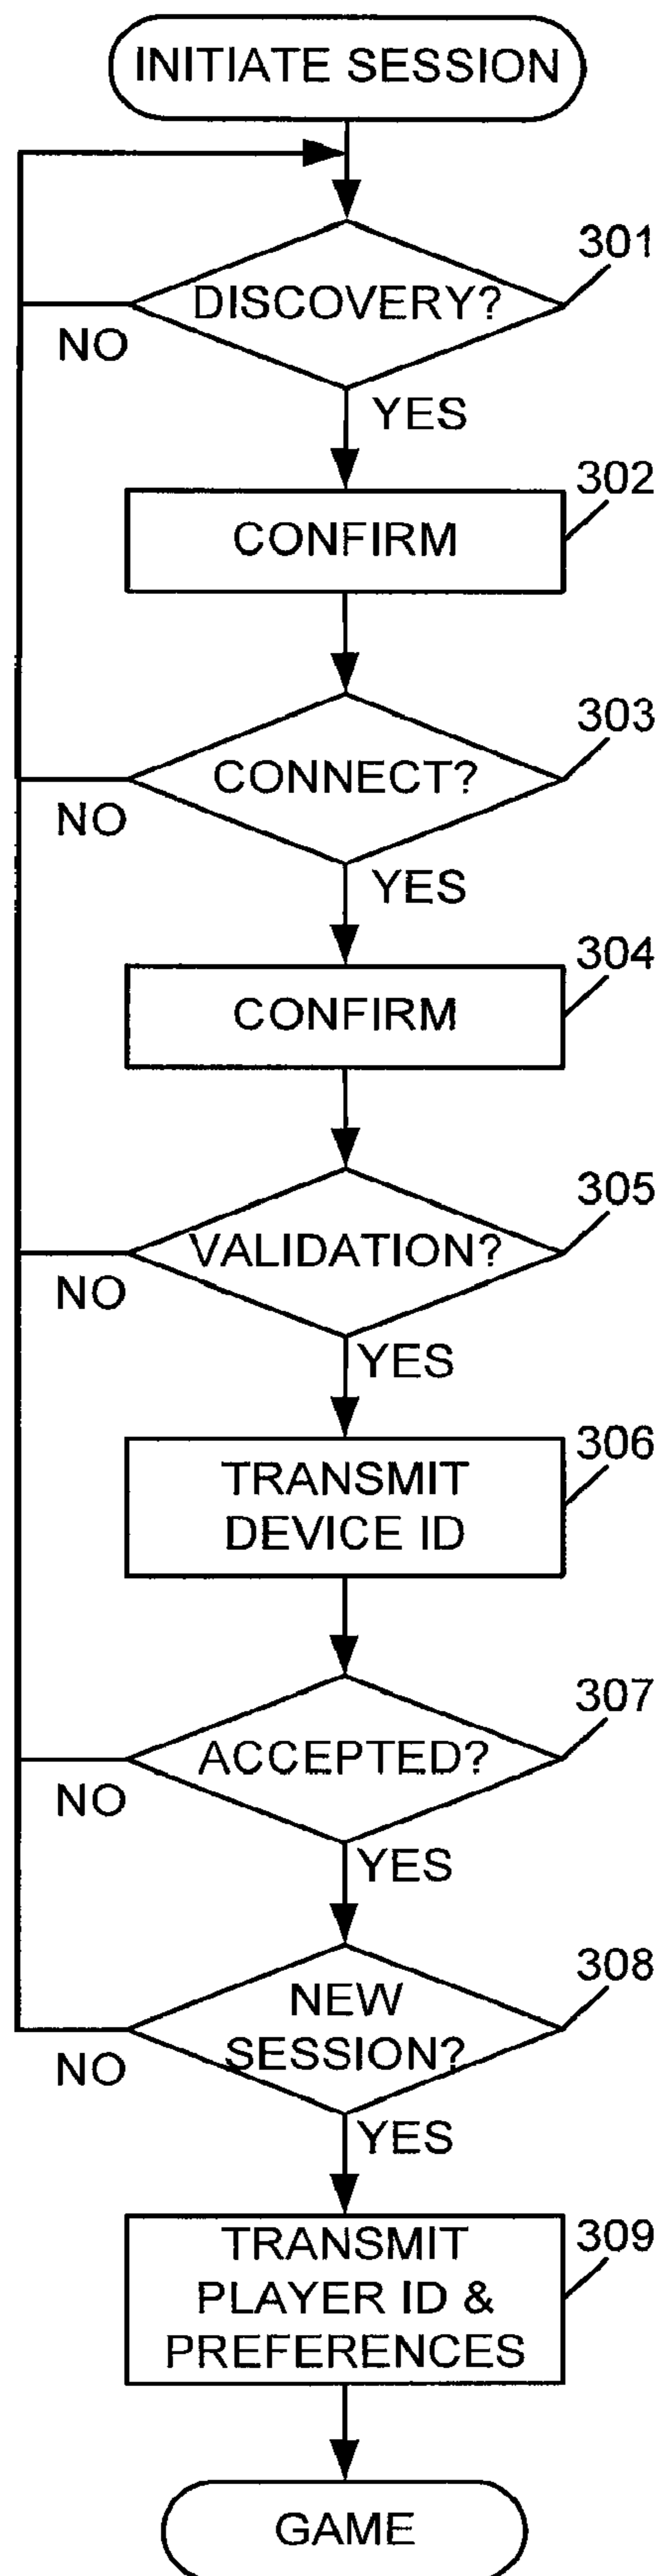 INITIATE SESSION
301
DISCOVERY?
NO
YES
302
CONFIRM
303
CONNECT?
NO
YES
304
CONFIRM
305
VALIDATION?
NO
YES
306
TRANSMIT
DEVICE ID
307
ACCEPTED?
NO
YES
308
NEW
SESSION?
NO
YES
309
TRANSMIT
PLAYER ID &
PREFERENCES
GAME